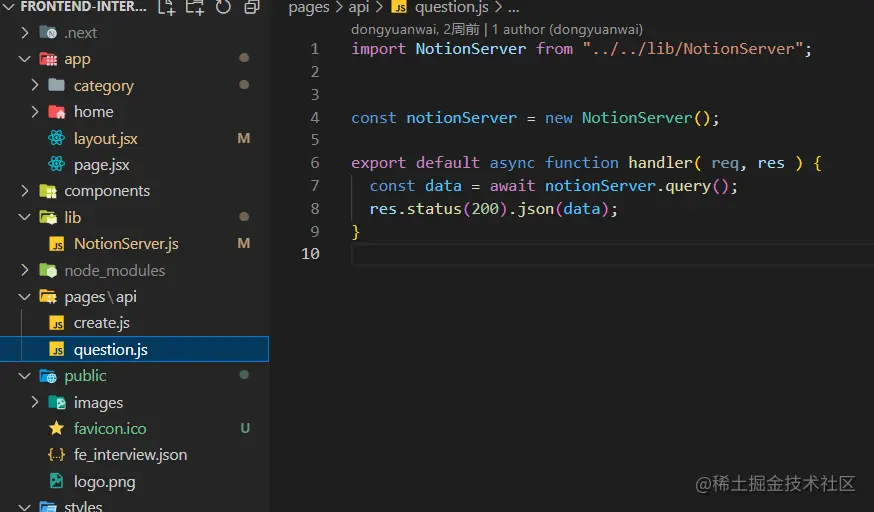 FRONTEND-INTER...
.next
app
category
home
layout.jsx M
page.jsx
components
lib
NotionServer.js M
node_modules
pages\api
create.js
question.js
public
images
favicon.ico U
fe_interview.json
logo.png
styles
pages > api > JS question.js > ...
dongyuanwai, 2周前 | 1 author (dongyuanwai)
1 import NotionServer from "../../lib/NotionServer";
2
3
4 const notionServer = new NotionServer();
5
6 export default async function handler( req, res ) {
7 const data = await notionServer.query();
8 res.status(200).json(data);
9 }
10
@稀土掘金技术社区